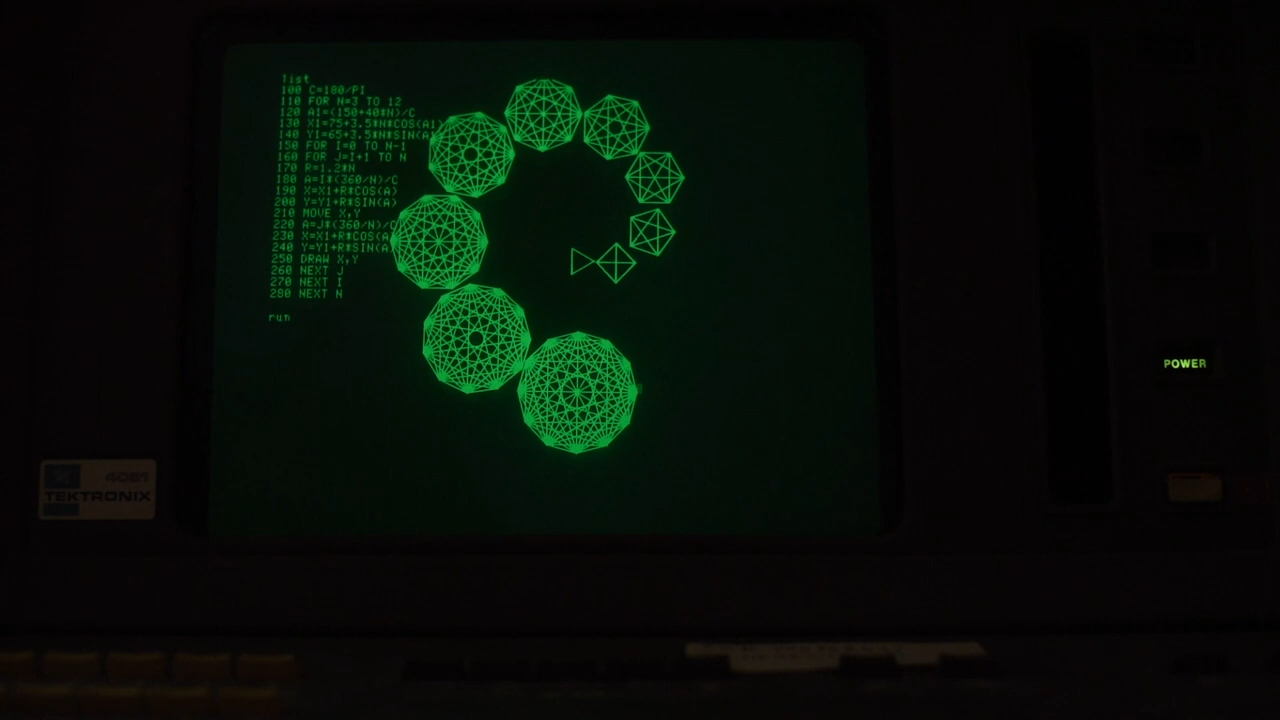 list
100 C=180/PI
110 FOR N=3 TO 12
120 A1=(150+40*N)/C
130 X1=75+3.5*N*COS(A1)
140 Y1=65+3.5*N*SIN(A1
150 FOR I=0 TO N-1
160 FOR J=I+1 TO N
170 R=1.2*N
180 A=I*(360/N)/C
190 X=X1+R*COS(A)
200 Y=Y1+R*SIN(A)
210 MOVE X,Y
220 A=J*(360/N)/C
230 X=X1+R*COS(A
240 Y=Y1+R*SIN(A
250 DRAW X,Y
260 NEXT J
270 NEXT I
280 NEXT N
run
POWER
4051
TEKTRONIX